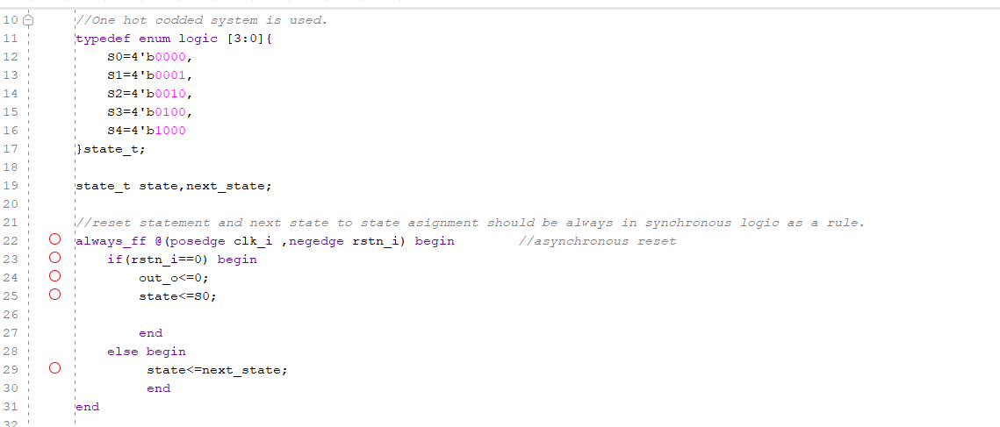 10 //One hot codded system is used.
11 typedef enum logic [3:0]{
12 S0=4'b0000,
13 S1=4'b0001,
14 S2=4'b0010,
15 S3=4'b0100,
16 S4=4'b1000
17 }state_t;
18
19 state_t state,next_state;
20
21 //reset statement and next state to state asignment should be always in synchronous logic as a rule.
22 always_ff @(posedge clk_i ,negedge rstn_i) begin //asynchronous reset
23 if(rstn_i==0) begin
24 out_o<=0;
25 state<=S0;
26
27 end
28 else begin
29 state<=next_state;
30 end
31 end
32